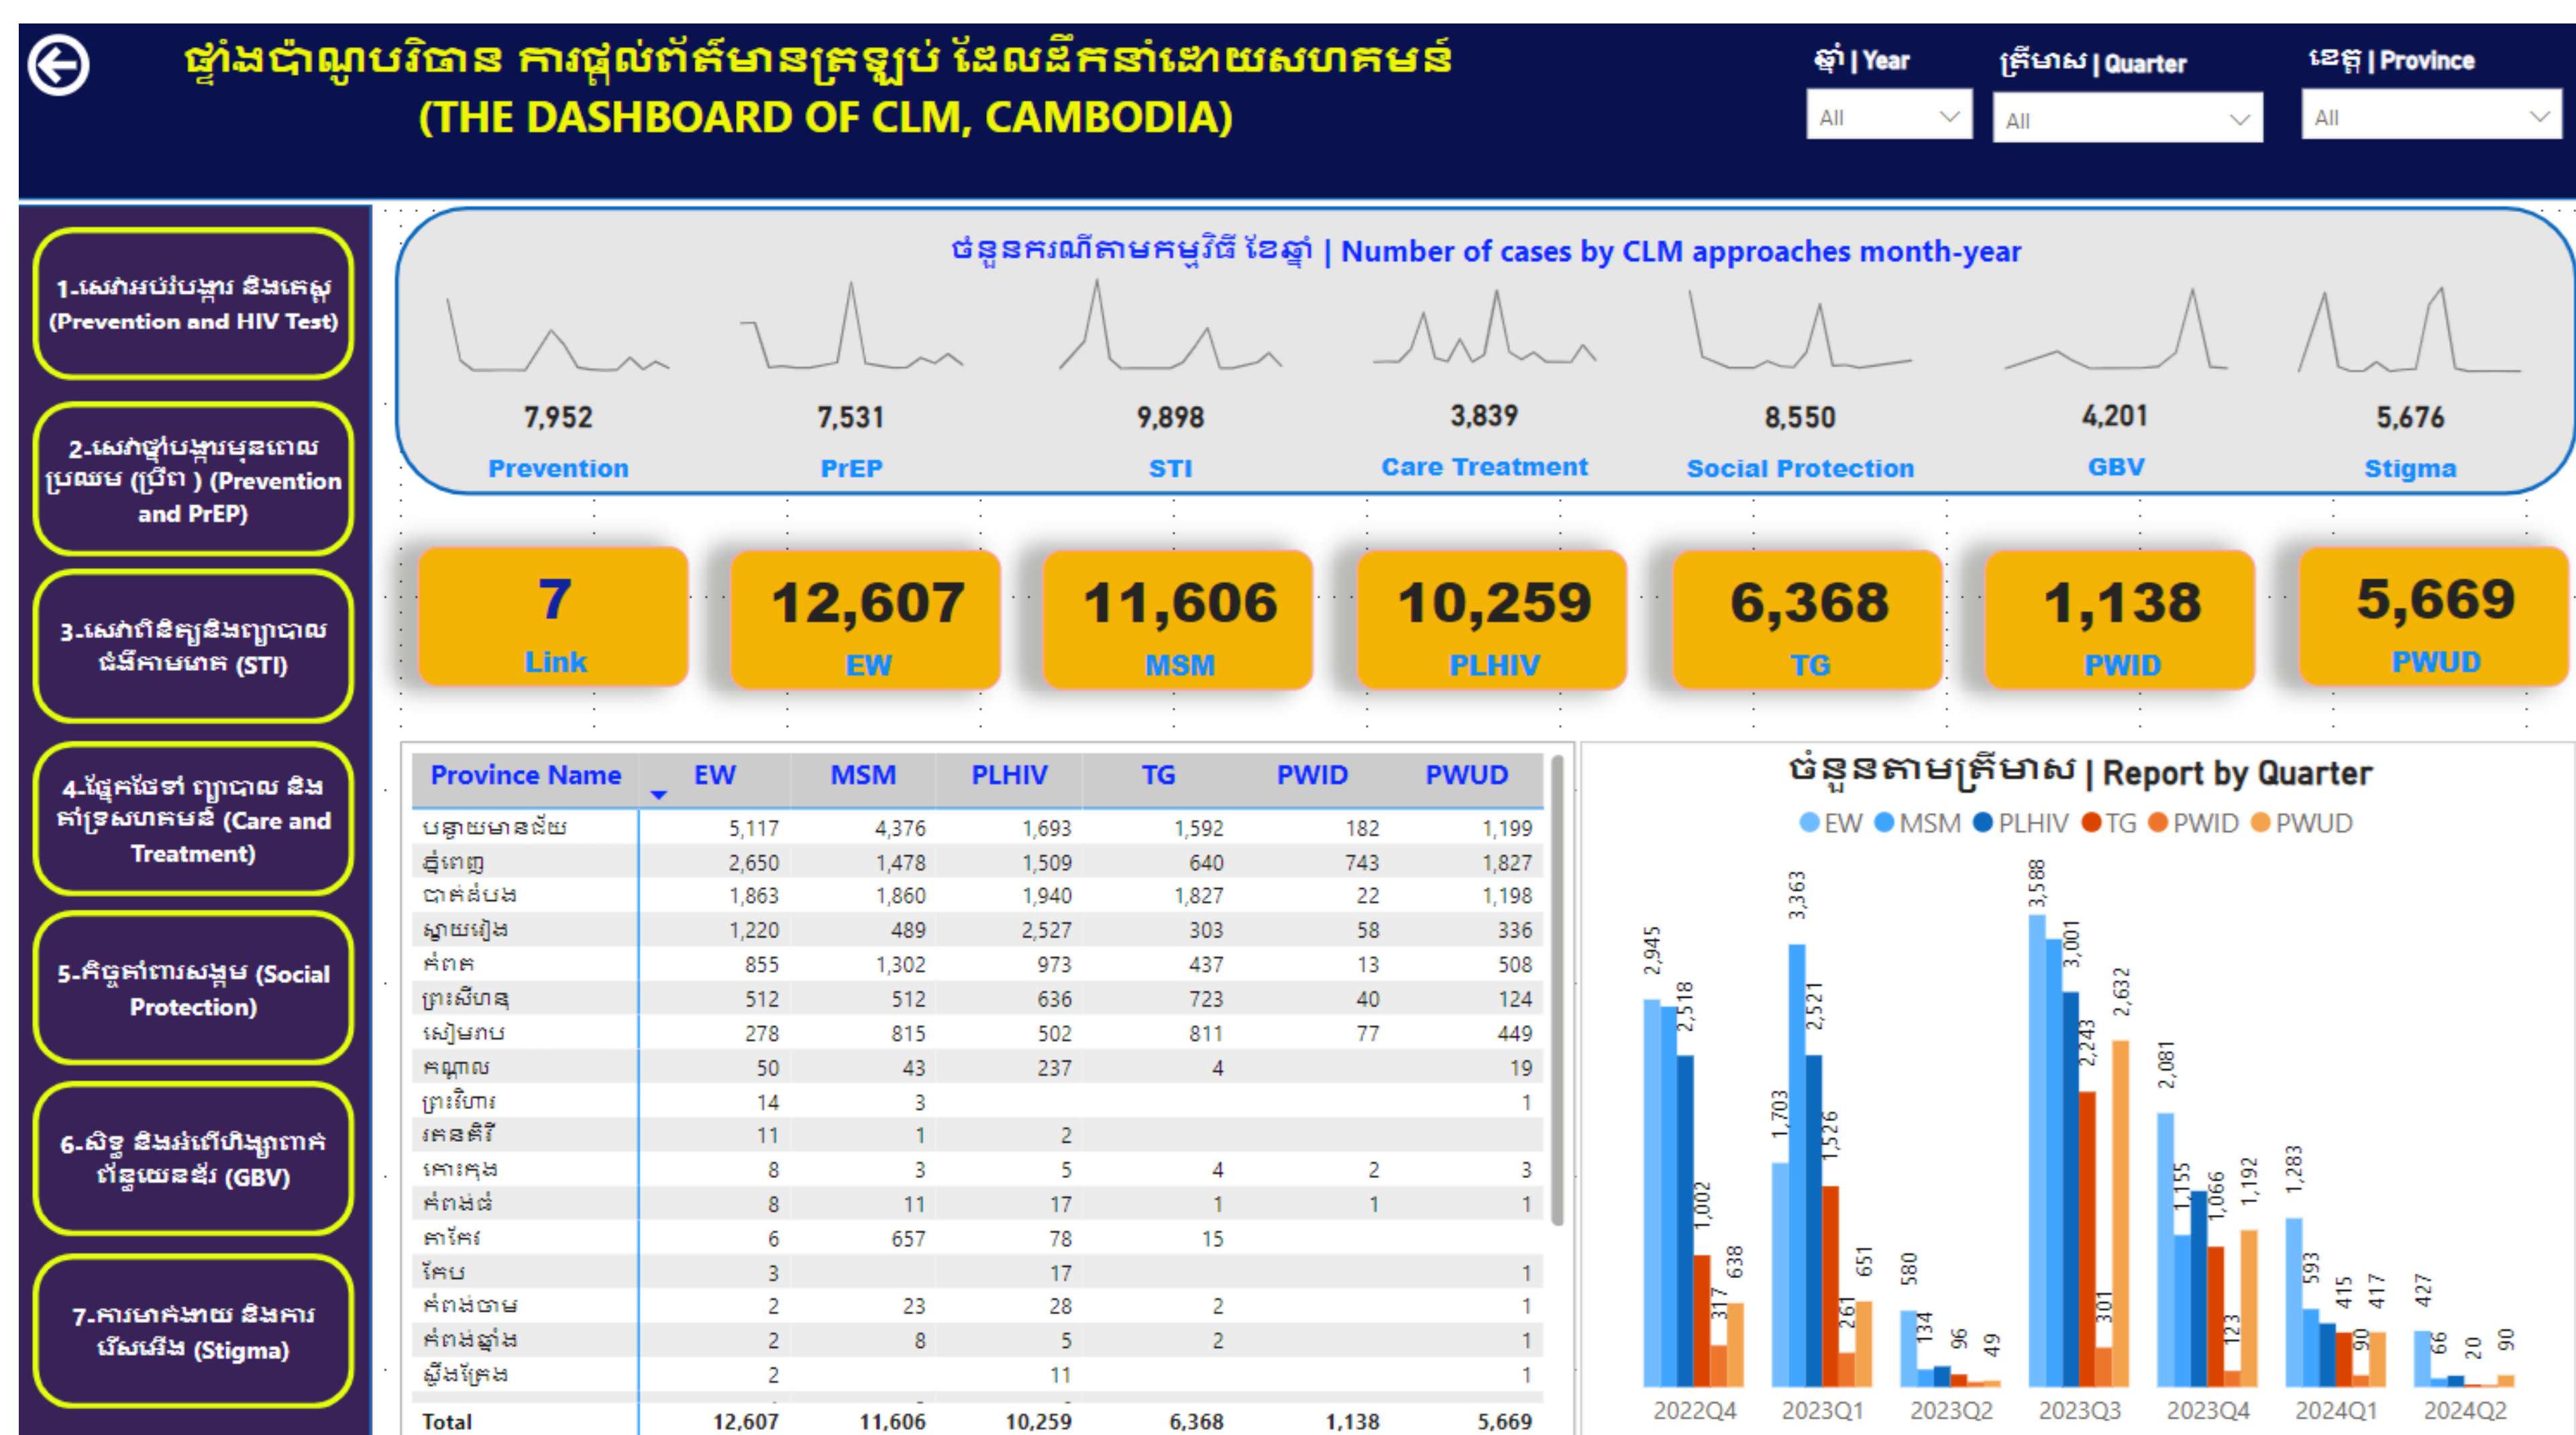 ផ្ទាំងប៉ាណូបរិធាន ការផ្តល់ព័ត៌មានត្រឡប់ ដែលដឹកនាំដោយសហគមន៍
(THE DASHBOARD OF CLM, CAMBODIA)
ឆ្នាំ | Year
ត្រីមាស | Quarter
ខេត្ត | Province
All
All
All
1-សេវាអប់រំបង្ការ និងតេស្ត
(Prevention and HIV Test)
2-សេវាថ្នាំបង្ការមុនពេល
ប្រឈម (ប្រីព ) (Prevention
and PrEP)
3-សេវាពិនិត្យនិងព្យាបាល
ជំងឺកាមរោគ (STI)
4-ផ្នែកថែទាំ ព្យាបាល និង
គាំទ្រសហគមន៍ (Care and
Treatment)
5-កិច្ចគាំពារសង្គម (Social
Protection)
6-សិទ្ធ និងអំពើហិង្សាពាក់
ព័ន្ធយេនឌ័រ (GBV)
7-ការមាក់ងាយ និងការ
រើសអើង (Stigma)
ចំនួនករណីតាមកម្មវិធី ខែឆ្នាំ | Number of cases by CLM approaches month-year
7,952 7,531 9,898 3,839 8,550 4,201 5,676
Prevention PrEP STI Care Treatment Social Protection GBV Stigma
7 12,607 11,606 10,259 6,368 1,138 5,669
Link EW MSM PLHIV TG PWID PWUD
Province Name EW MSM PLHIV TG PWID PWUD
បន្ទាយមានជ័យ 5,117 4,376 1,693 1,592 182 1,199
ភ្នំពេញ 2,650 1,478 1,509 640 743 1,827
បាត់ដំបង 1,863 1,860 1,940 1,827 22 1,198
ស្វាយរៀង 1,220 489 2,527 303 58 336
កំពត 855 1,302 973 437 13 508
ព្រះសីហនុ 512 512 636 723 40 124
សៀមរាប 278 815 502 811 77 449
កណ្តាល 50 43 237 4 19
ព្រះវិហារ 14 3 1
រតនគិរី 11 1 2
កោះកុង 8 3 5 4 2 3
កំពង់ធំ 8 11 17 1 1 1
តាកែវ 6 657 78 15
កែប 3 17 1
កំពង់ចាម 2 23 28 2 1
កំពង់ឆ្នាំង 2 8 5 2 1
ស្ទឹងត្រែង 2 11 1
Total 12,607 11,606 10,259 6,368 1,138 5,669
ចំនួនតាមត្រីមាស | Report by Quarter
EW MSM PLHIV TG PWID PWUD
2,945 2,518 1,002 317 638
1,703 3,363 2,521 1,526 261 651
580 134 96 49
3,588 3,001 2,243 301 2,632
2,081 1,155 1,066 123 1,192
1,283 593 415 90 417
427 66 20 90
2022Q4 2023Q1 2023Q2 2023Q3 2023Q4 2024Q1 2024Q2